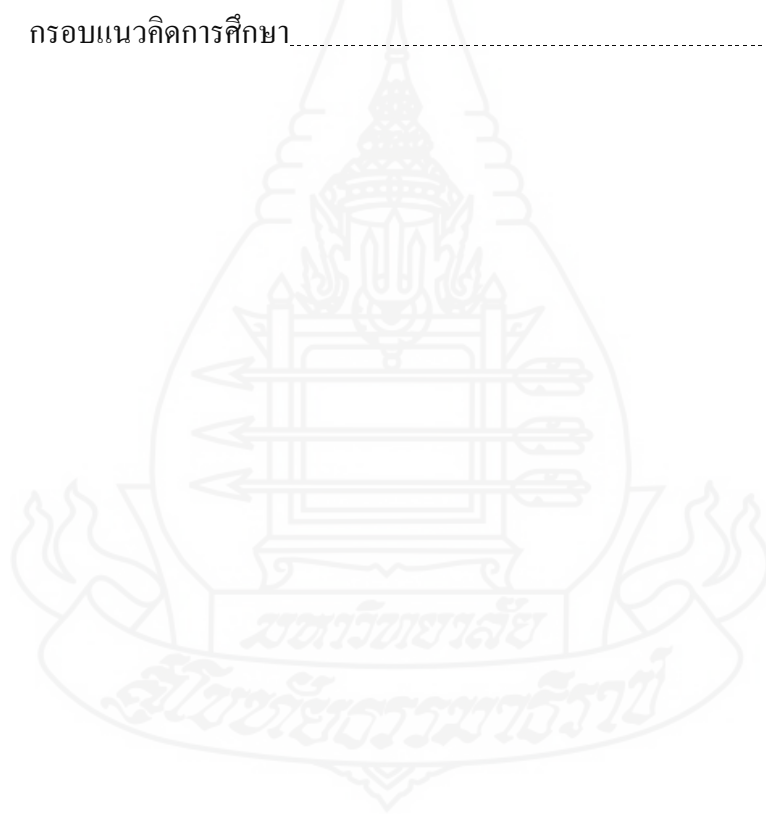 กรอบแนวคิดการศึกษา
มหาวิทยาลัย
สุโขทัยธรรมาธิราช